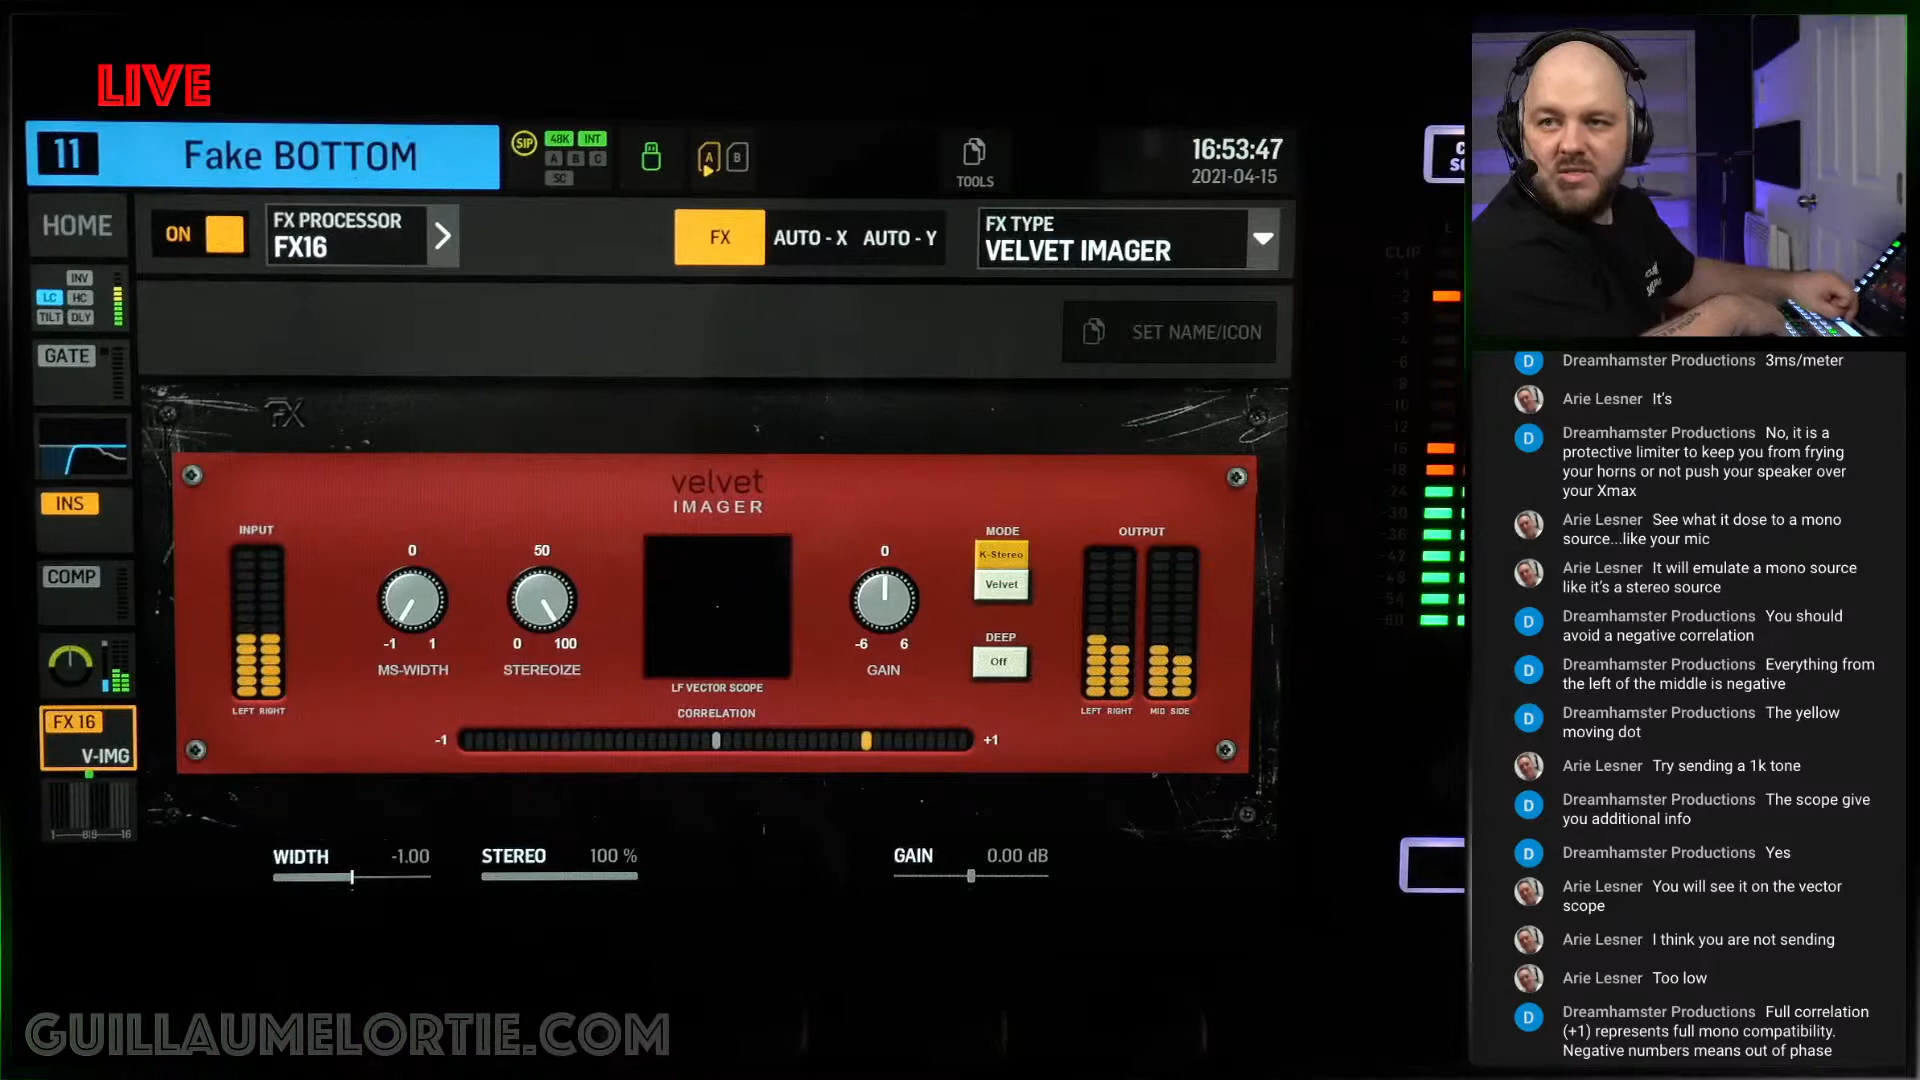 LIVE
11
Fake BOTTOM
SIP
48K INT
A B C
SC
A B
TOOLS
16:53:47
2021-04-15
HOME
ON
FX PROCESSOR
FX16
FX
AUTO - X
AUTO - Y
FX TYPE
VELVET IMAGER
INV
LC HC
TILT DLY
SET NAME/ICON
GATE
FX
INS
COMP
FX 16
V-IMG
velvet
IMAGER
INPUT
LEFT RIGHT
0
-1 1
MS-WIDTH
50
0 100
STEREOIZE
LF VECTOR SCOPE
0
-6 6
GAIN
MODE
K-Stereo
Velvet
DEEP
Off
OUTPUT
LEFT RIGHT MID SIDE
CORRELATION
-1 +1
WIDTH -1.00
STEREO 100 %
GAIN 0.00 dB
CLIP
GUILLAUMELORTIE.COM
D Dreamhamster Productions 3ms/meter
Arie Lesner It's
D Dreamhamster Productions No, it is a
protective limiter to keep you from frying
your horns or not push your speaker over
your Xmax
Arie Lesner See what it dose to a mono
source...like your mic
Arie Lesner It will emulate a mono source
like it's a stereo source
D Dreamhamster Productions You should
avoid a negative correlation
D Dreamhamster Productions Everything from
the left of the middle is negative
D Dreamhamster Productions The yellow
moving dot
Arie Lesner Try sending a 1k tone
D Dreamhamster Productions The scope give
you additional info
D Dreamhamster Productions Yes
Arie Lesner You will see it on the vector
scope
Arie Lesner I think you are not sending
Arie Lesner Too low
D Dreamhamster Productions Full correlation
(+1) represents full mono compatibility.
Negative numbers means out of phase